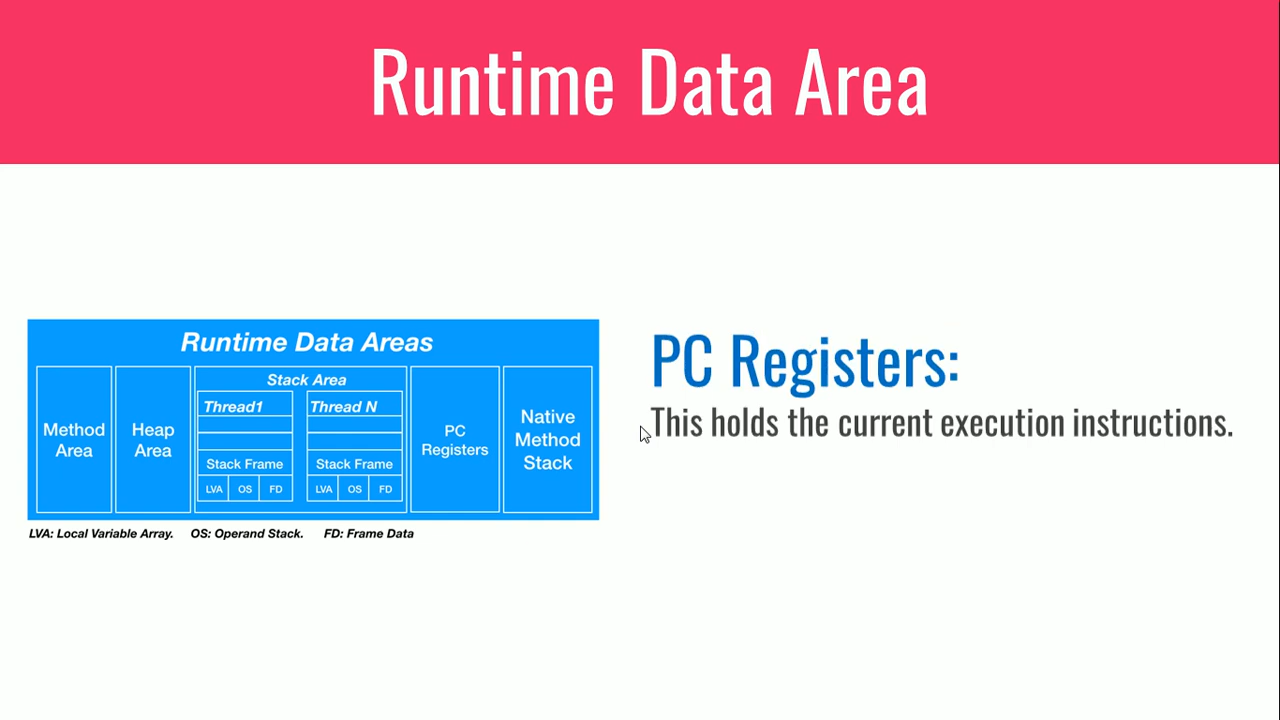 Runtime Data Area
Runtime Data Areas
Method
Area
Heap
Area
Stack Area
Thread1
Thread N
Stack Frame
Stack Frame
LVA OS FD
LVA OS FD
PC
Registers
Native
Method
Stack
LVA: Local Variable Array. OS: Operand Stack. FD: Frame Data
PC Registers:
This holds the current execution instructions.